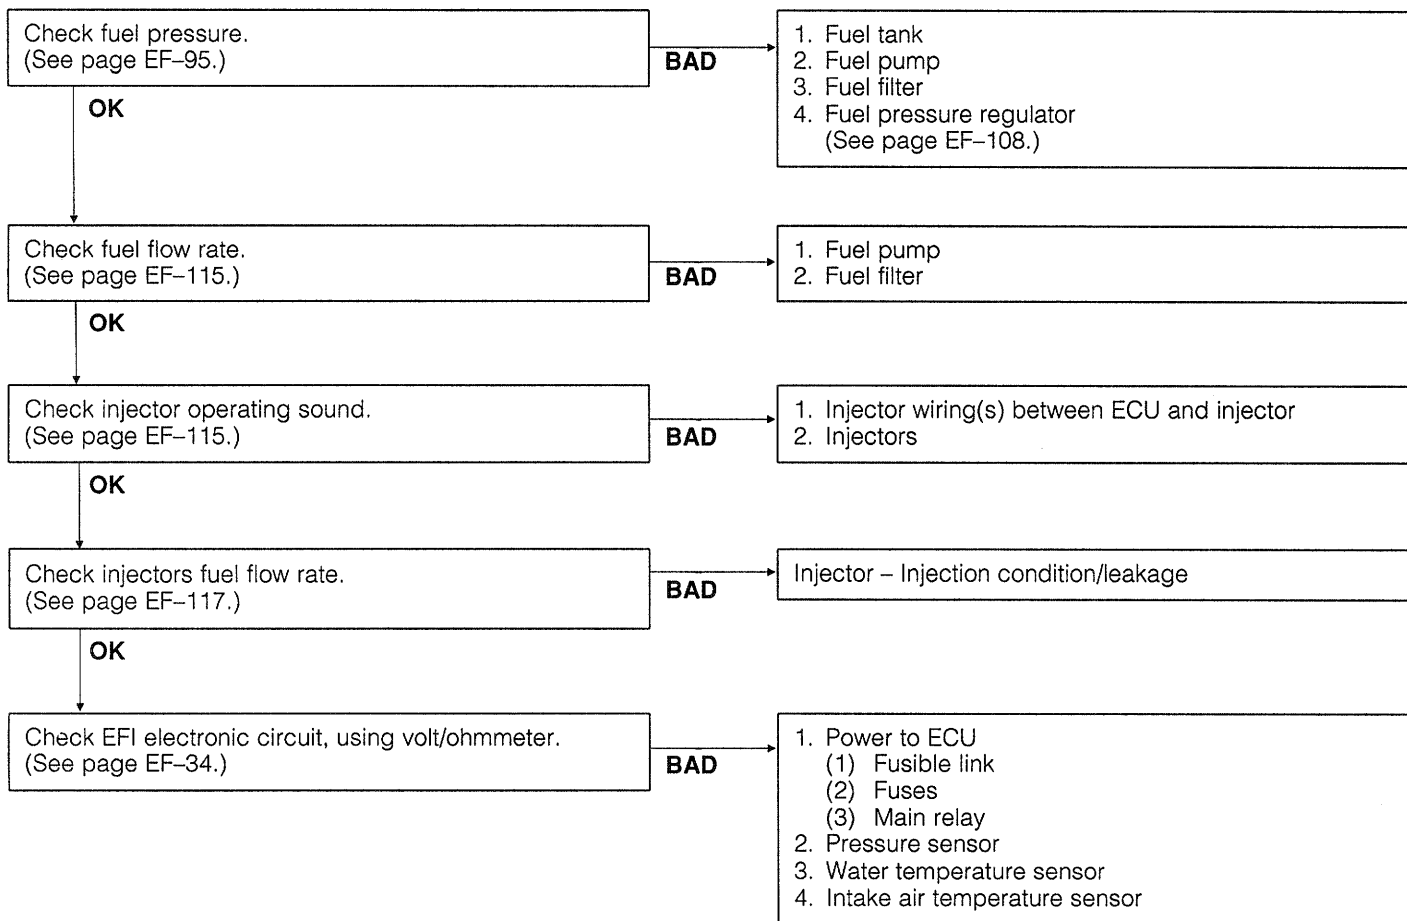 Check fuel pressure.
(See page EF–95.)
BAD
1. Fuel tank
2. Fuel pump
3. Fuel filter
4. Fuel pressure regulator
(See page EF–108.)
OK
Check fuel flow rate.
(See page EF–115.)
BAD
1. Fuel pump
2. Fuel filter
OK
Check injector operating sound.
(See page EF–115.)
BAD
1. Injector wiring(s) between ECU and injector
2. Injectors
OK
Check injectors fuel flow rate.
(See page EF–117.)
BAD
Injector – Injection condition/leakage
OK
Check EFI electronic circuit, using volt/ohmmeter.
(See page EF–34.)
BAD
1. Power to ECU
(1) Fusible link
(2) Fuses
(3) Main relay
2. Pressure sensor
3. Water temperature sensor
4. Intake air temperature sensor